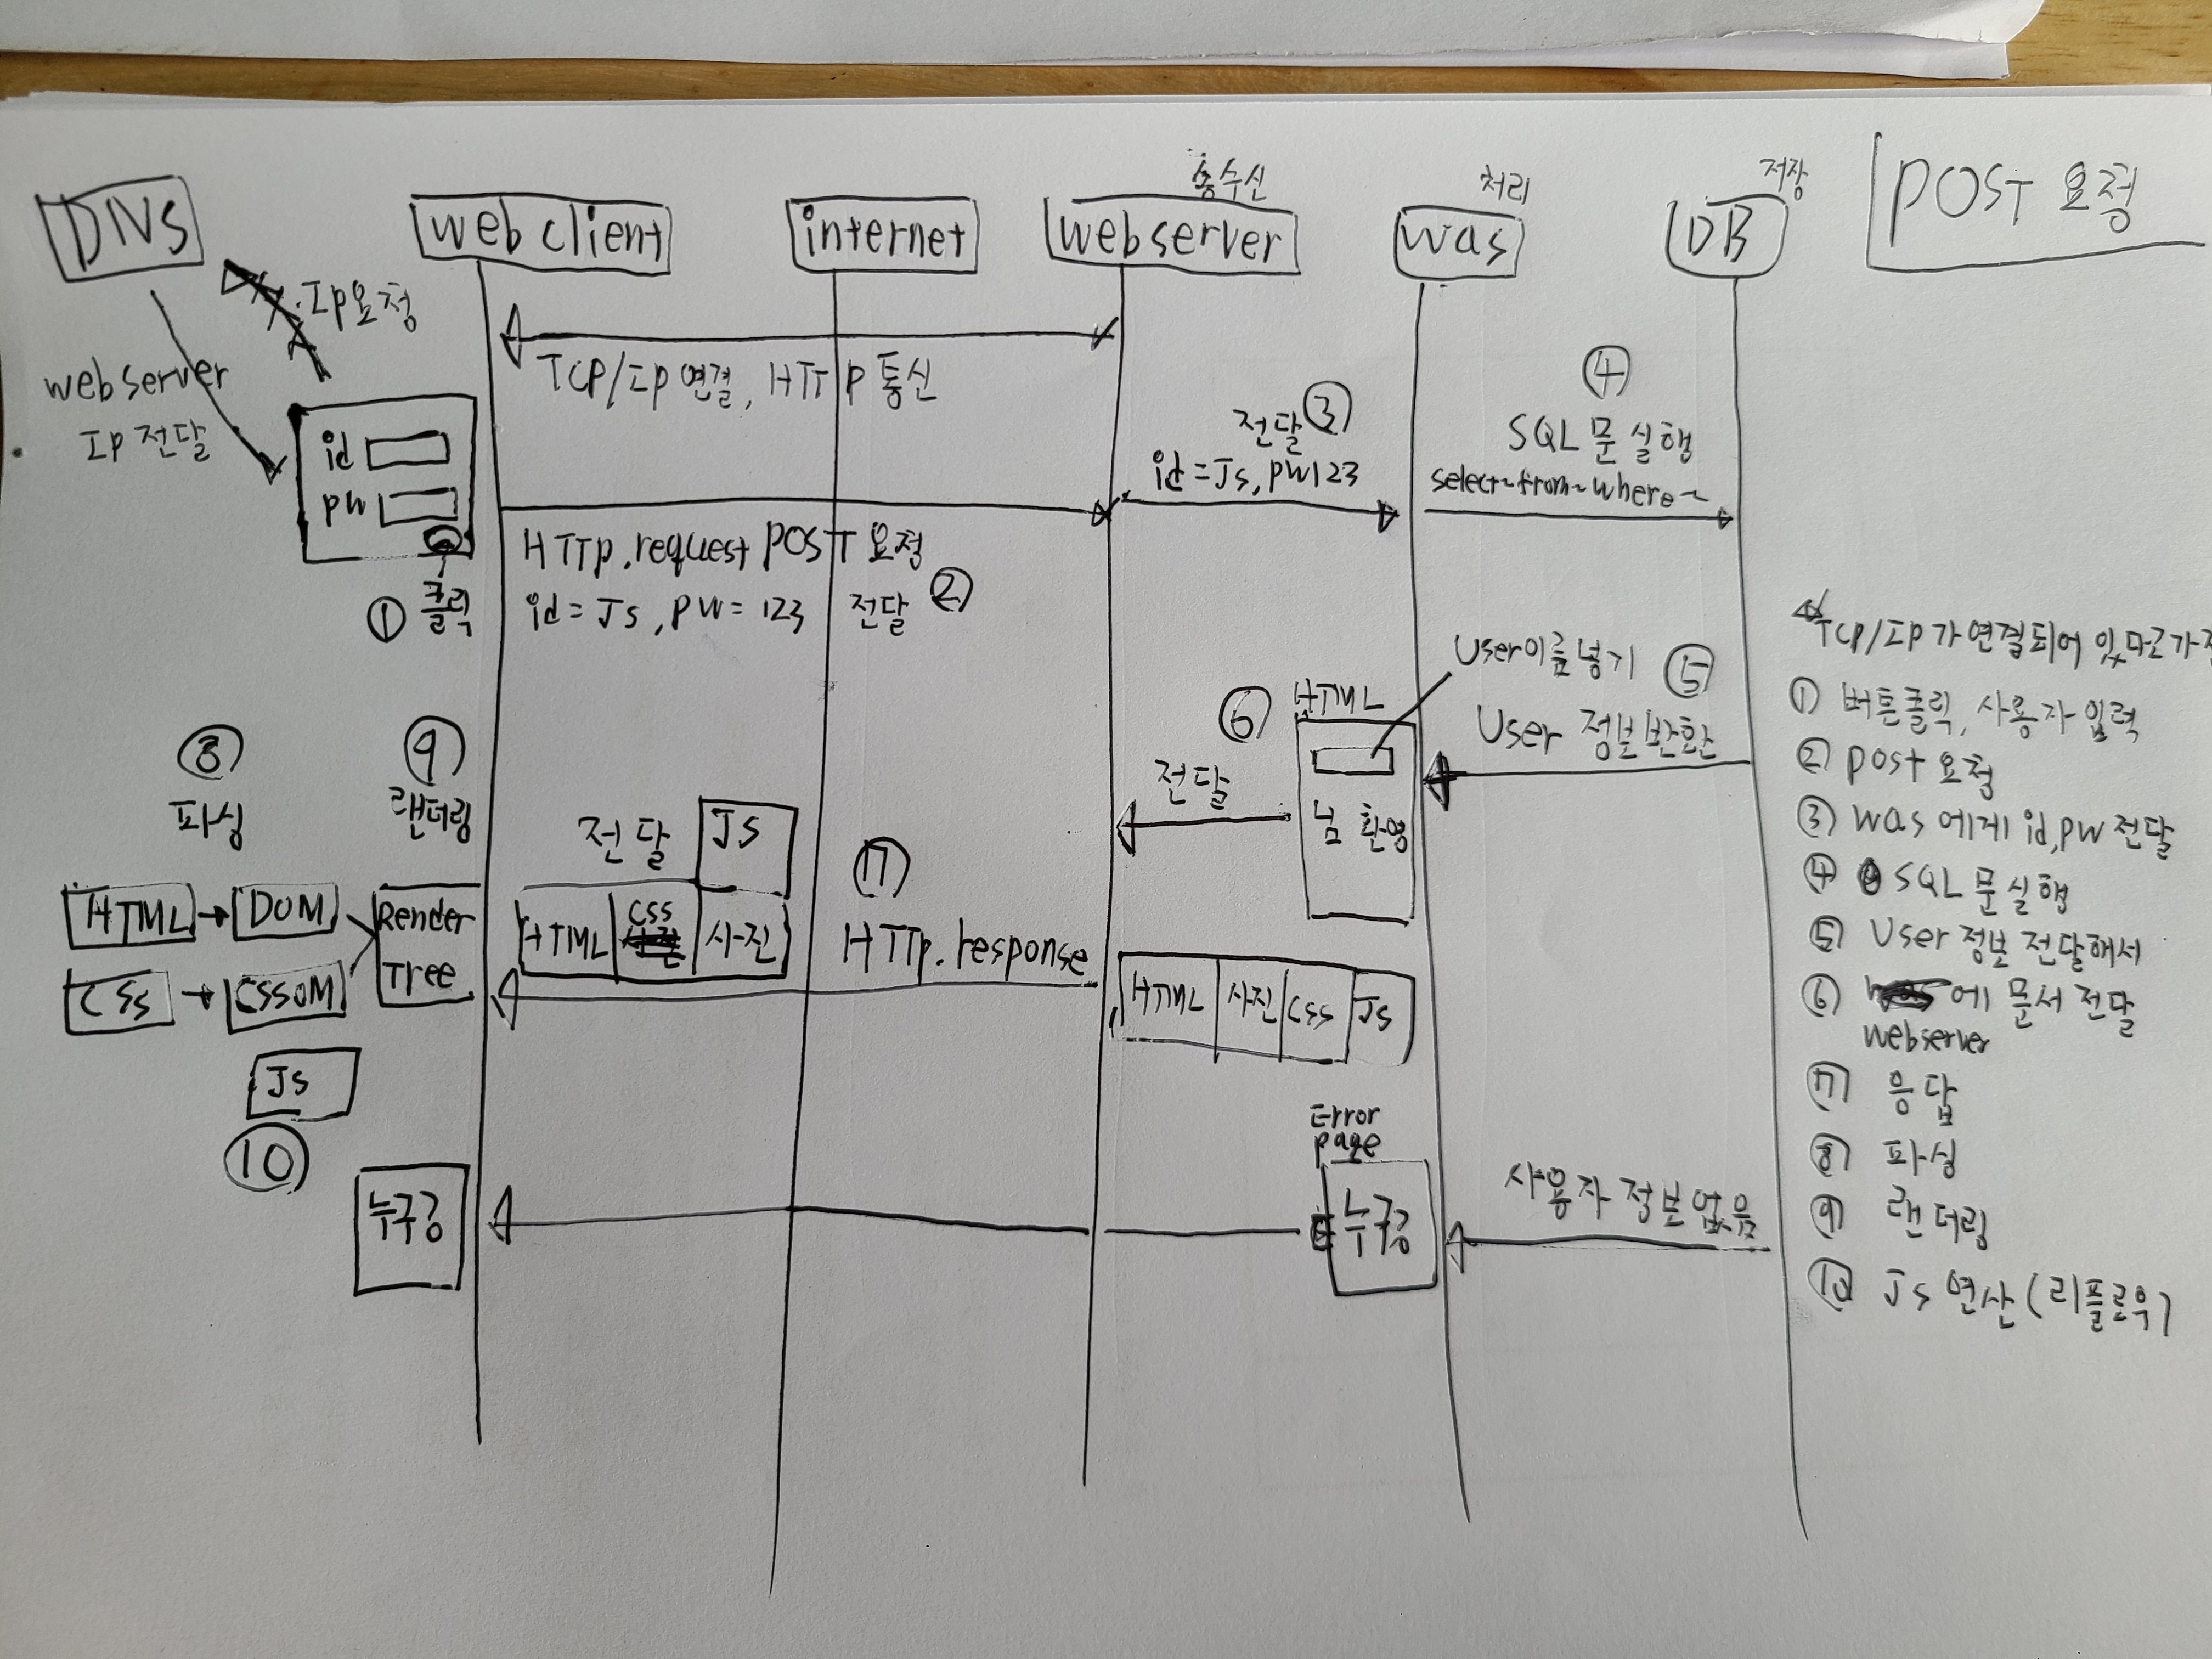 DNS
web client
internet
송수신
webserver
처리
was
저장
DB
POST 요청
IP요청
webserver
IP 전달
id
pw
① 클릭
TCP/IP 연결, HTTP 통신
HTTP.request POST 요청
id = Js, pw = 123 전달 ②
전달 ③
id = Js, pw123
④
SQL 문 실행
select~from~where~
User이름넣기 ⑤
User 정보반환
⑥ HTML
전달
님 환영
⑧
파싱
⑨
랜더링
HTML → DOM
CSS → CSSOM
Render
Tree
Js
⑩
전달 JS
HTML CSS 사진
⑦
HTTP.response
HTML 사진 CSS JS
Error
page
누구궁
누구궁
사용자 정보 없음
TCP/IP가 연결되어 있다고 가정
① 버튼클릭, 사용자 입력
② post 요청
③ was 에게 id,pw 전달
④ SQL 문 실행
⑤ User 정보 전달해서
⑥ 에 문서 전달
webserver
⑦ 응답
⑧ 파싱
⑨ 랜더링
⑩ Js 연산 (리플로우)